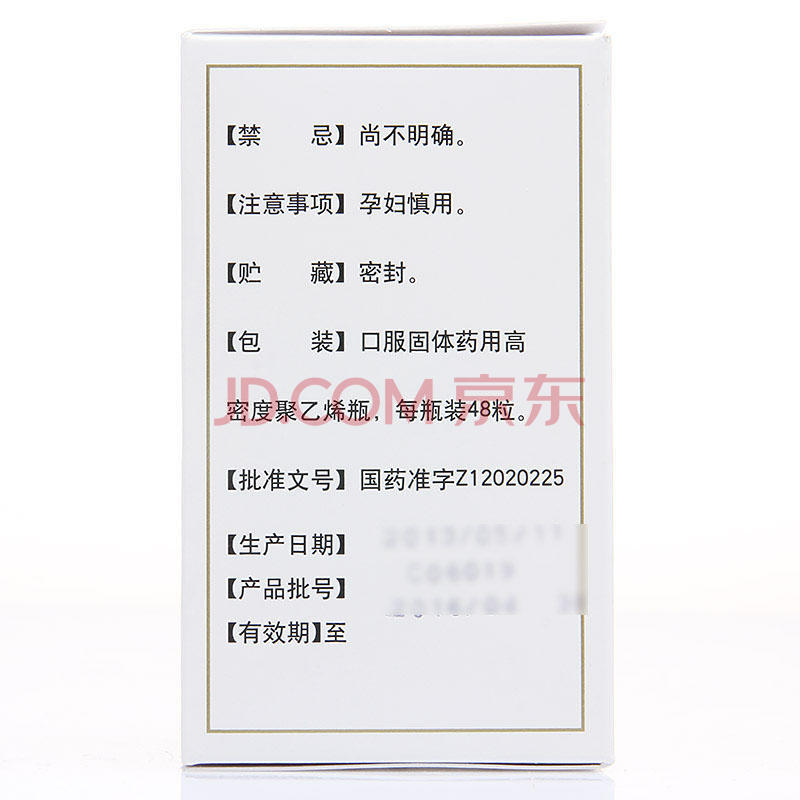 【禁　　忌】尚不明确。
【注意事项】孕妇慎用。
【贮　　藏】密封。
【包　　装】口服固体药用高
JD.COM 京东
密度聚乙烯瓶，每瓶装48粒。
【批准文号】国药准字Z12020225
【生产日期】
【产品批号】
【有效期】至